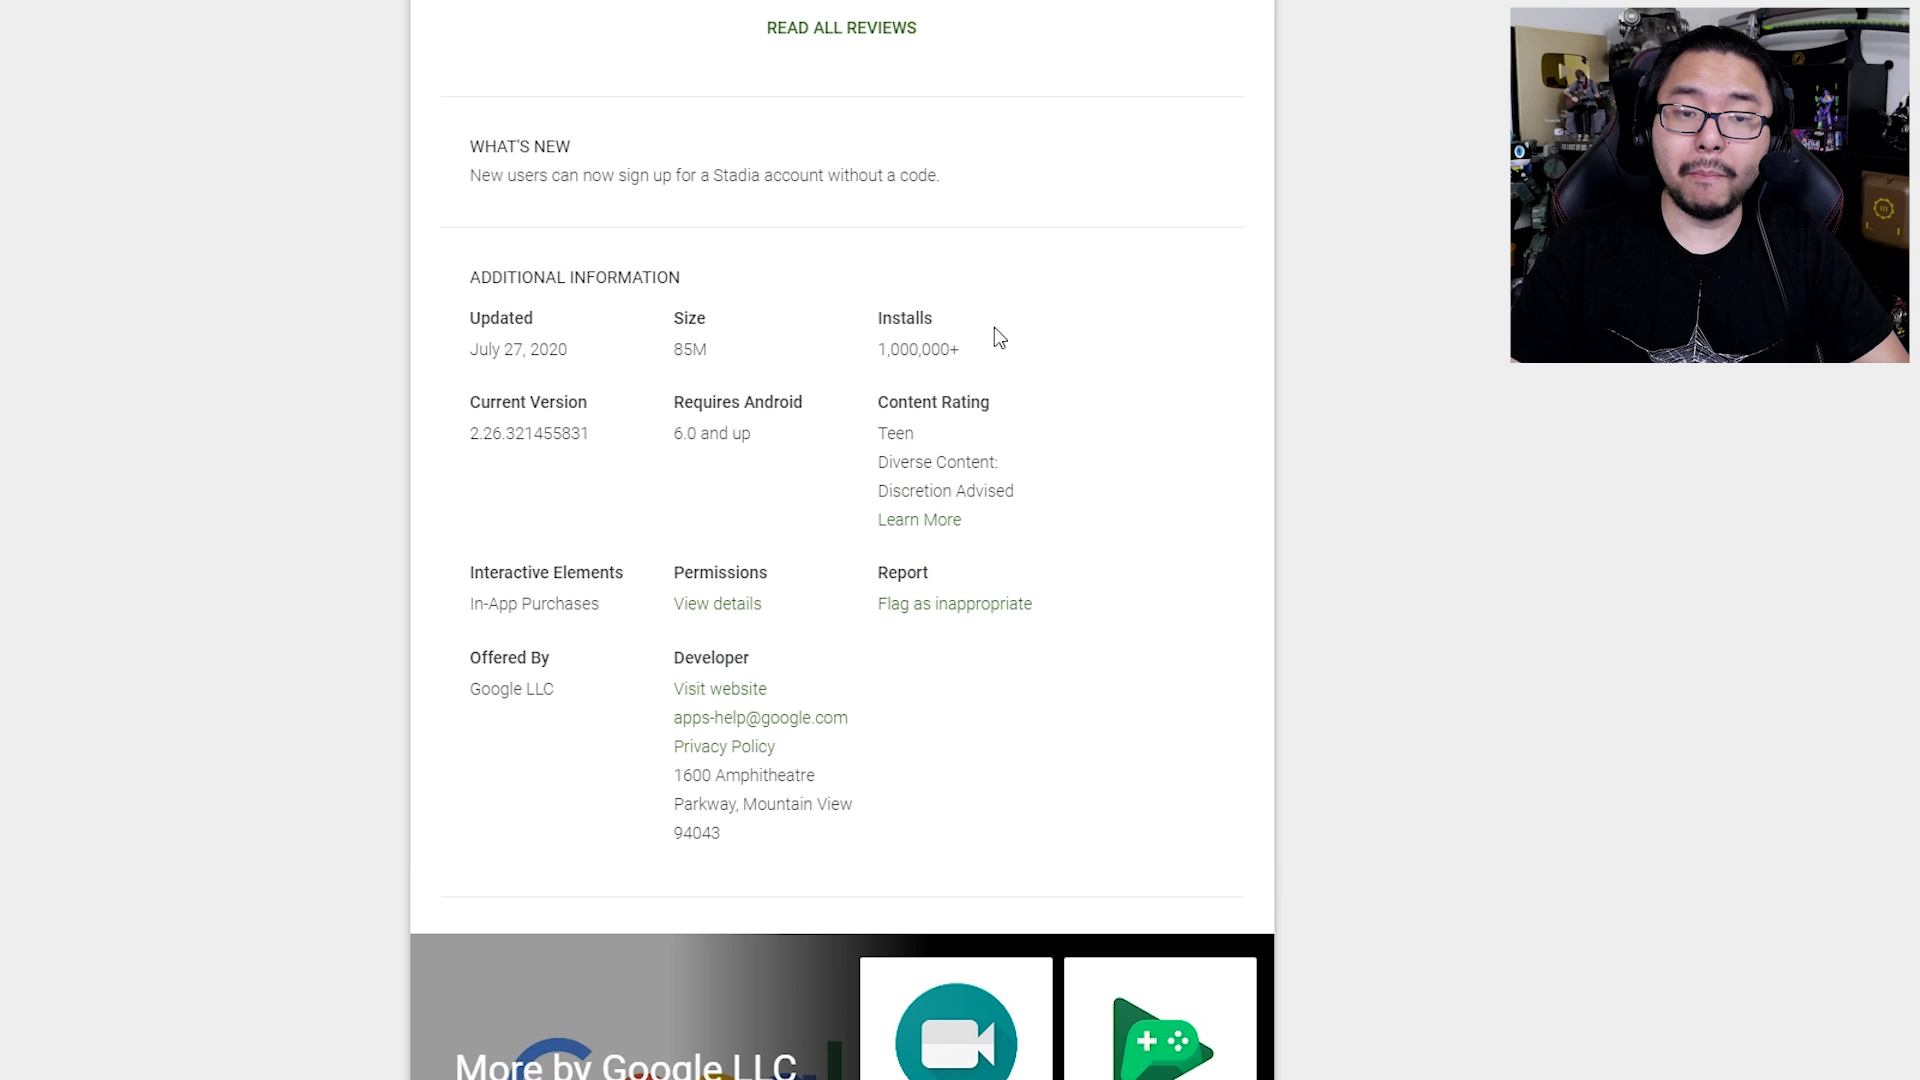 READ ALL REVIEWS
WHAT'S NEW
New users can now sign up for a Stadia account without a code.
ADDITIONAL INFORMATION
Updated
July 27, 2020
Size
85M
Installs
1,000,000+
Current Version
2.26.321455831
Requires Android
6.0 and up
Content Rating
Teen
Diverse Content:
Discretion Advised
Learn More
Interactive Elements
In-App Purchases
Permissions
View details
Report
Flag as inappropriate
Offered By
Google LLC
Developer
Visit website
apps-help@google.com
Privacy Policy
1600 Amphitheatre
Parkway, Mountain View
94043
More by Google LLC